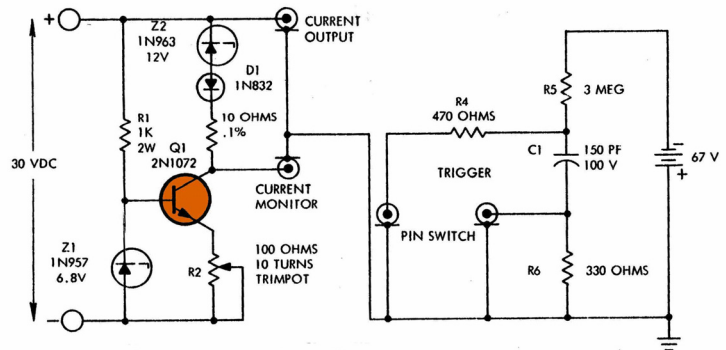 +
Z2
1N963
12V
CURRENT
OUTPUT
D1
1N832
R1
1K
2W
10 OHMS
.1%
Q1
2N1072
30 VDC
CURRENT
MONITOR
Z1
1N957
6.8V
R2
100 OHMS
10 TURNS
TRIMPOT
−
R4
470 OHMS
R5
3 MEG
C1
150 PF
100 V
TRIGGER
−
67 V
+
PIN SWITCH
R6
330 OHMS